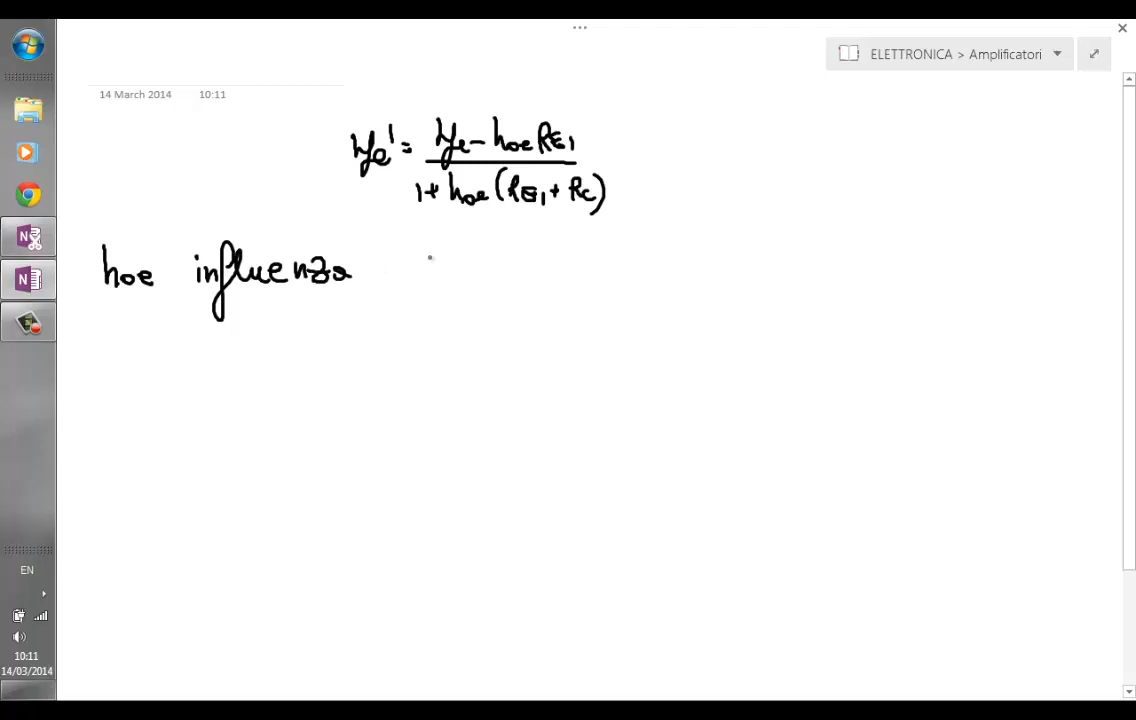 ELETTRONICA > Amplificatori
14 March 2014 10:11
hfe' = hfe - hoe RE1 / 1 + hoe (RE1 + RC)
hoe influenza
EN
10:11
14/03/2014